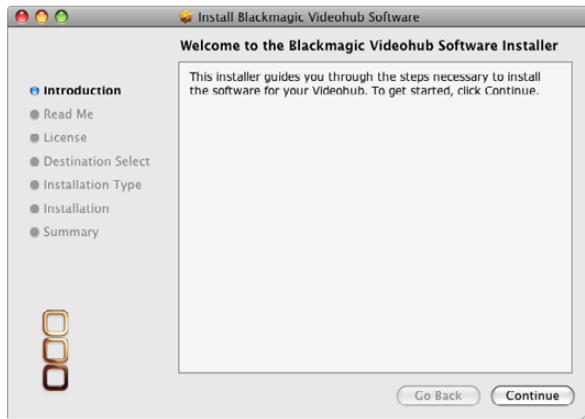 Install Blackmagic Videohub Software
Welcome to the Blackmagic Videohub Software Installer
Introduction
Read Me
License
Destination Select
Installation Type
Installation
Summary
This installer guides you through the steps necessary to install
the software for your Videohub. To get started, click Continue.
Go Back
Continue